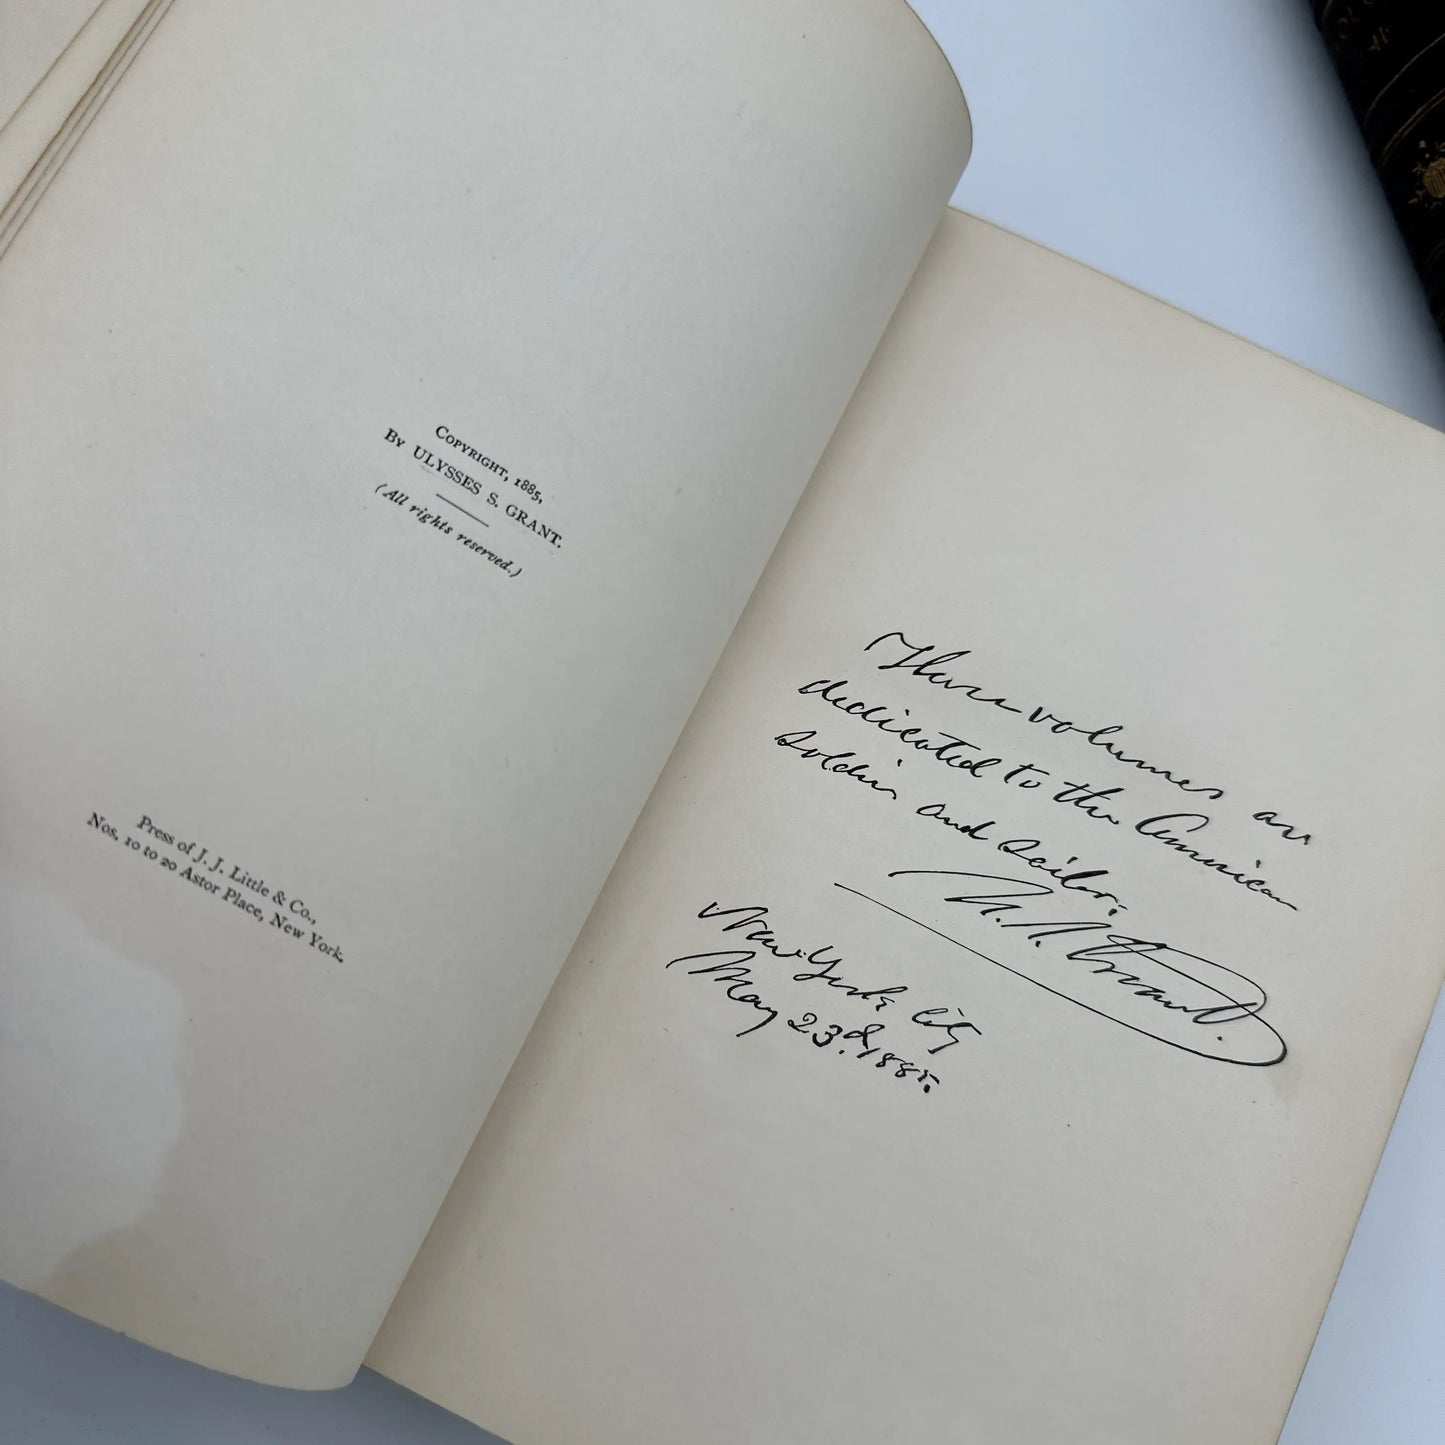 COPYRIGHT, 1885,
BY ULYSSES S. GRANT.
(All rights reserved.)
Press of J. J. Little & Co.,
Nos. 10 to 20 Astor Place, New York.
These volumes are
dedicated to the American
soldier and sailor.
U. S. Grant.
New York City
May 23d. 1885.